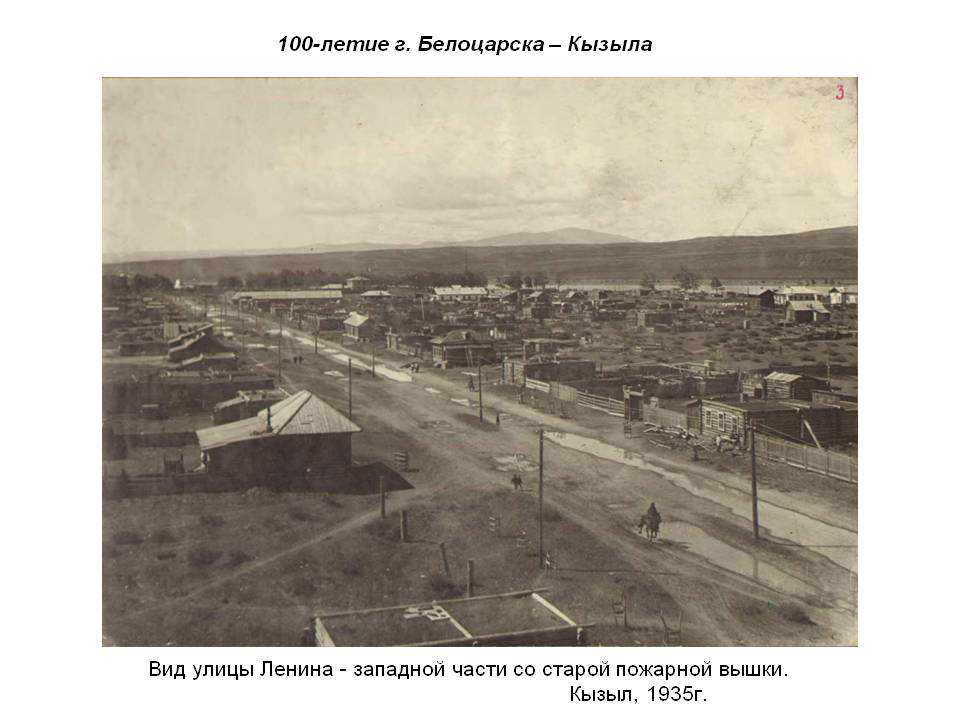 100-летие г. Белоцарска – Кызыла
3
Вид улицы Ленина - западной части со старой пожарной вышки.
Кызыл, 1935г.